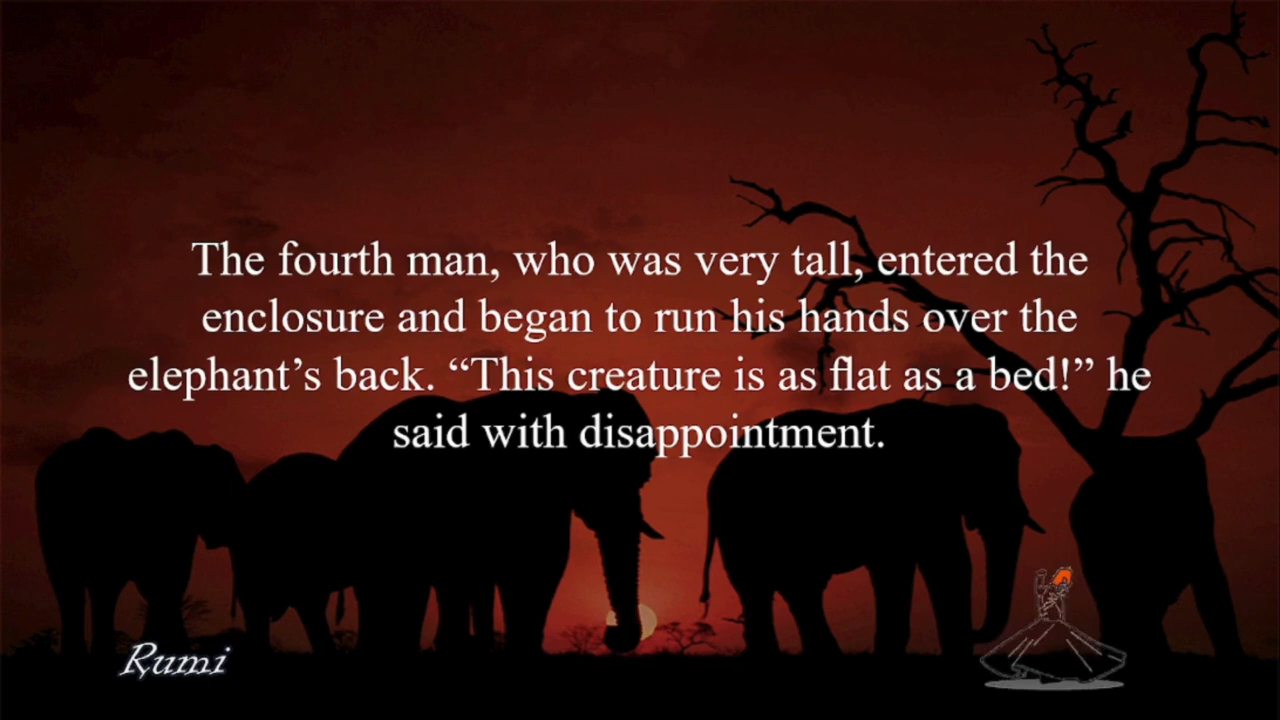 The fourth man, who was very tall, entered the
enclosure and began to run his hands over the
elephant’s back. “This creature is as flat as a bed!” he
said with disappointment.
Rumi